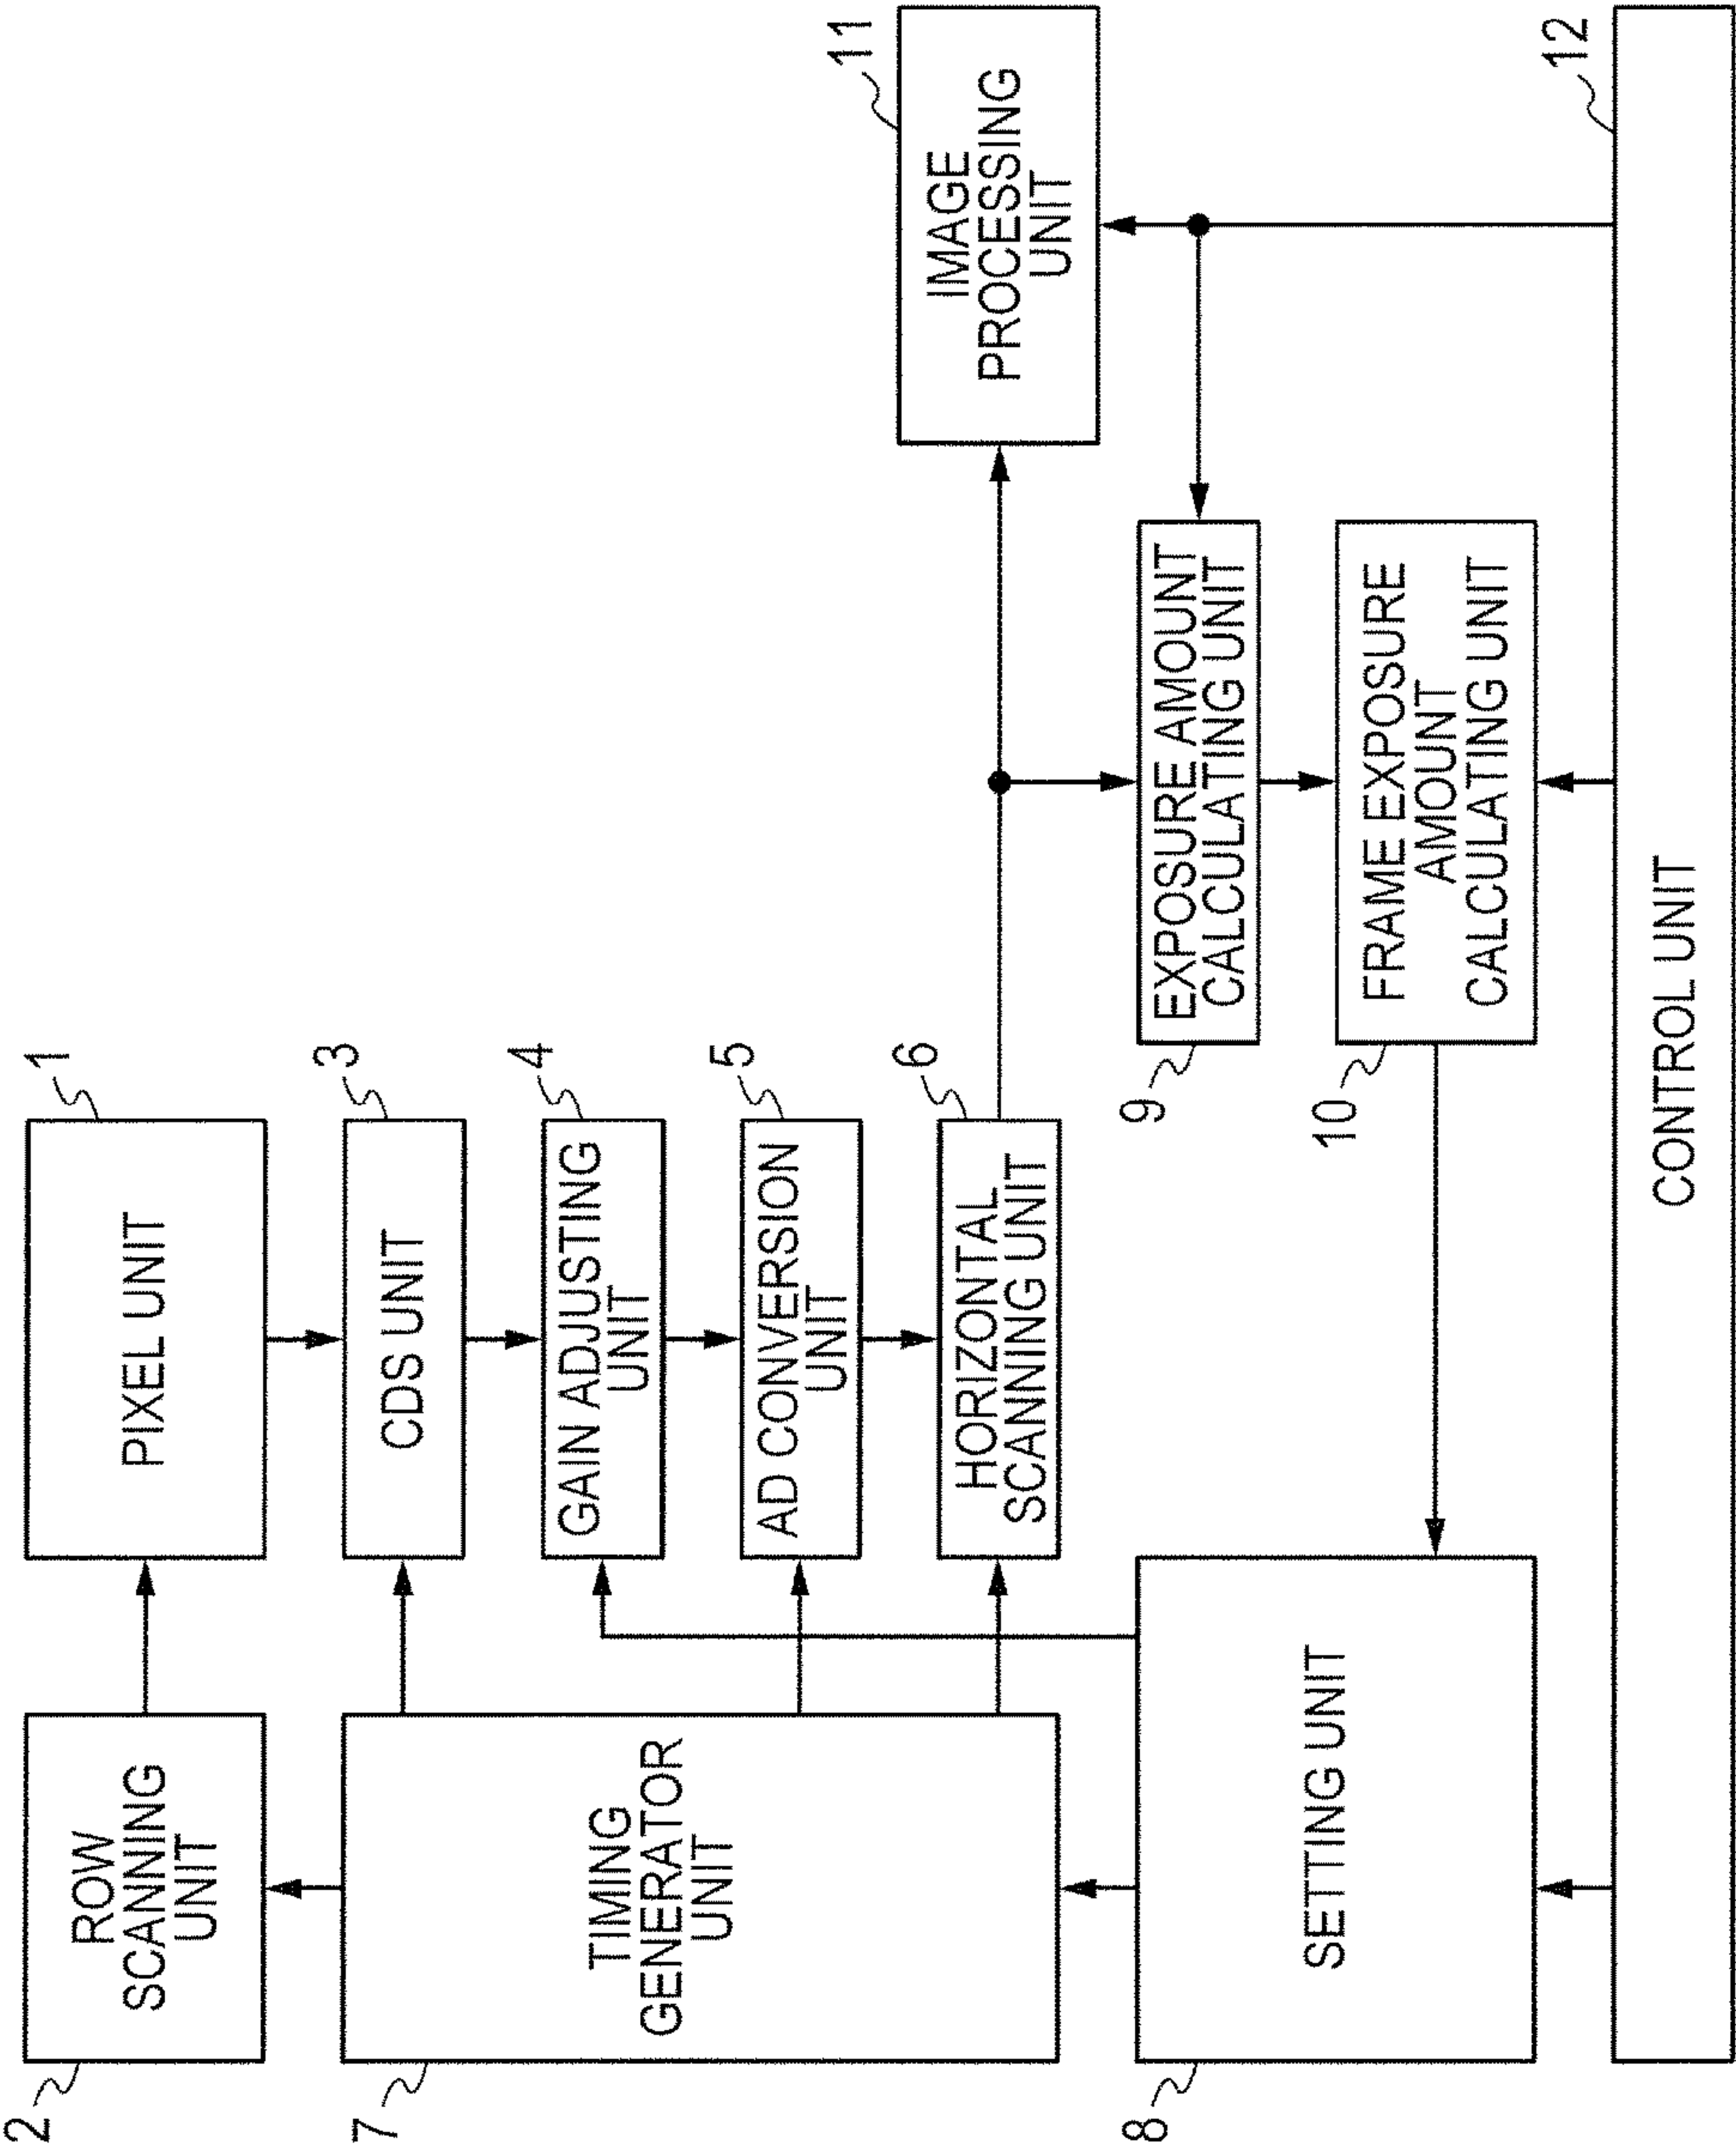 2
ROW
SCANNING
UNIT
1
PIXEL UNIT
7
TIMING
GENERATOR
UNIT
3
CDS UNIT
4
GAIN ADJUSTING
UNIT
5
AD CONVERSION
UNIT
6
HORIZONTAL
SCANNING UNIT
11
IMAGE
PROCESSING
UNIT
8
SETTING UNIT
9
EXPOSURE AMOUNT
CALCULATING UNIT
10
FRAME EXPOSURE
AMOUNT
CALCULATING UNIT
12
CONTROL UNIT